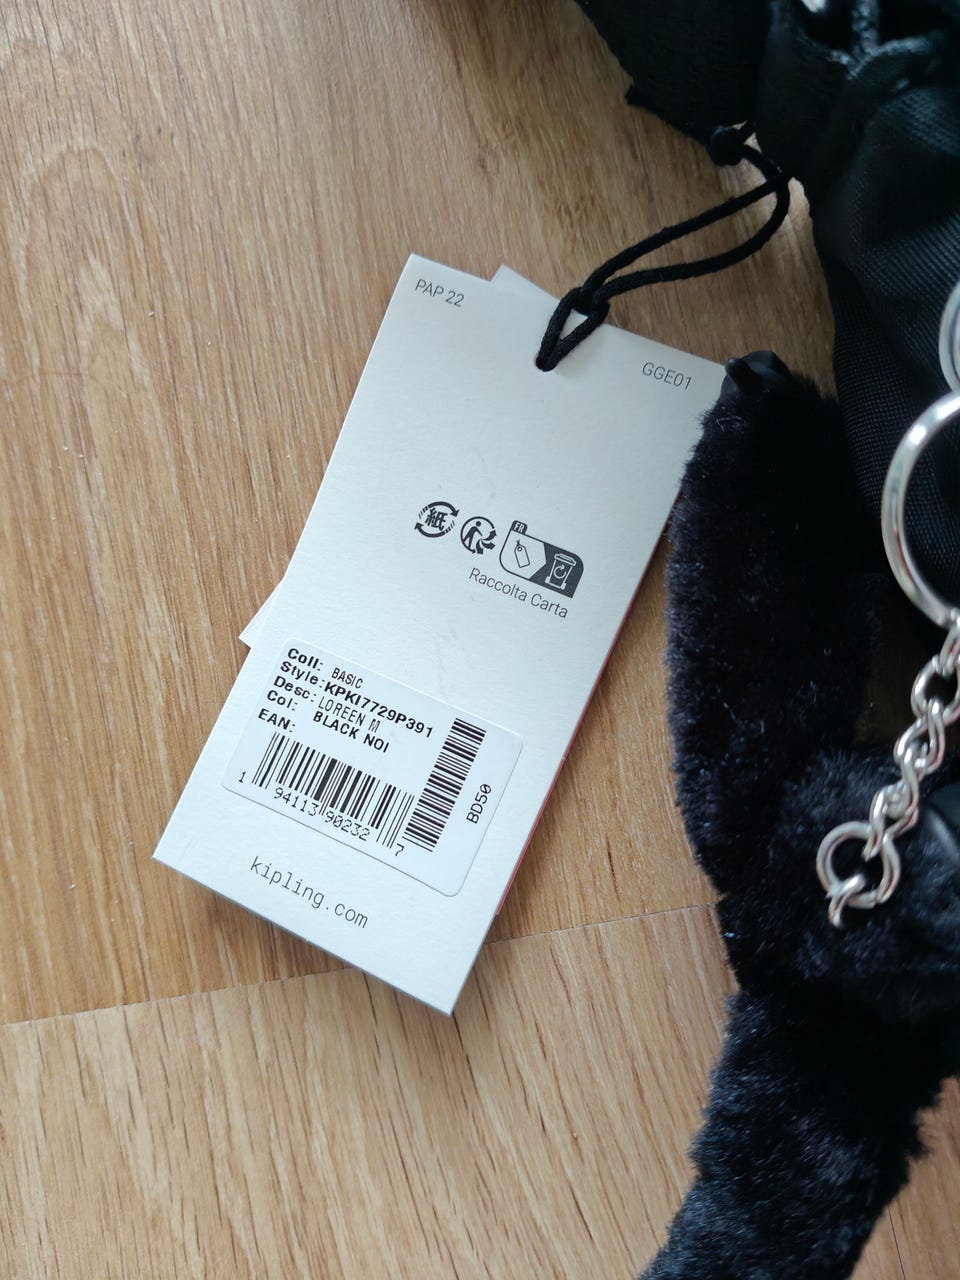 PAP 22
GGE01
紙
FR
Raccolta Carta
Coll: BASIC
Style:KPKI7729P391
Desc: LOREEN M
Col: BLACK NOI
EAN:
1 94113 90232 7
BD50
kipling.com